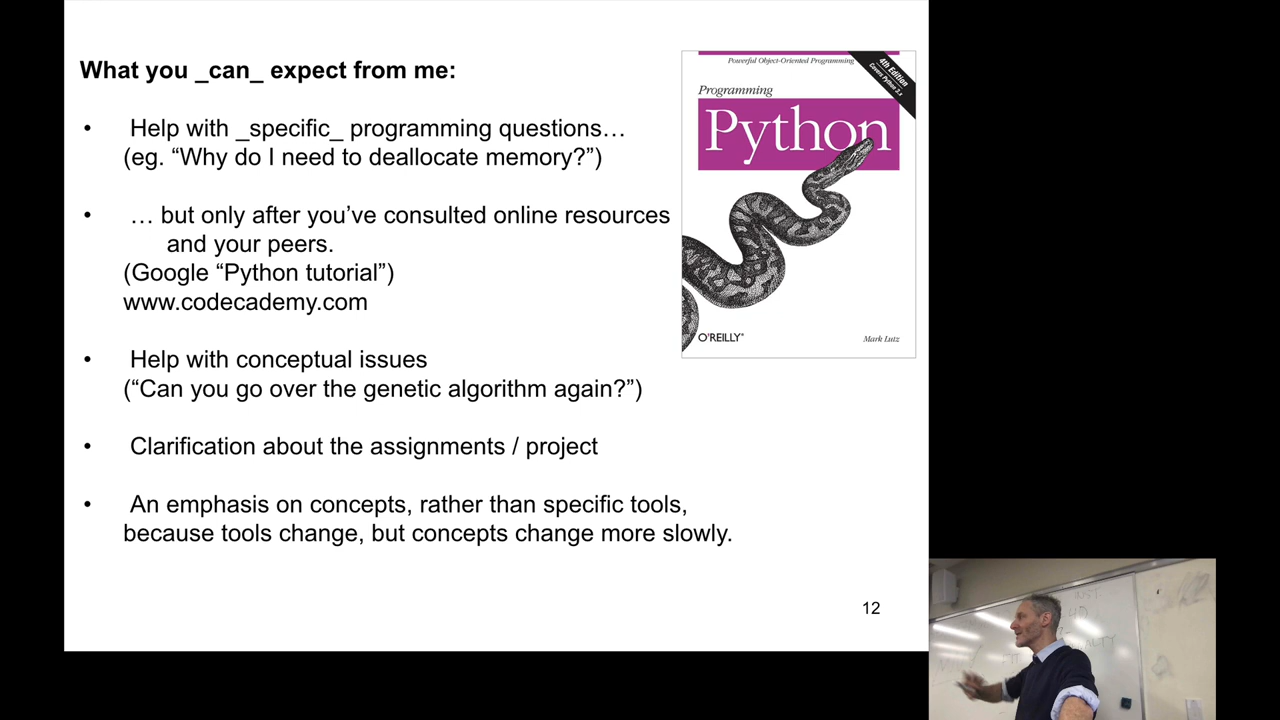 What you _can_ expect from me:
• Help with _specific_ programming questions…
(eg. “Why do I need to deallocate memory?”)
• … but only after you’ve consulted online resources
and your peers.
(Google “Python tutorial”)
www.codecademy.com
• Help with conceptual issues
(“Can you go over the genetic algorithm again?”)
• Clarification about the assignments / project
• An emphasis on concepts, rather than specific tools,
because tools change, but concepts change more slowly.
12
Powerful Object-Oriented Programming
4th Edition
Covers Python 3.x
Programming
Python
O'REILLY®
Mark Lutz
INST.